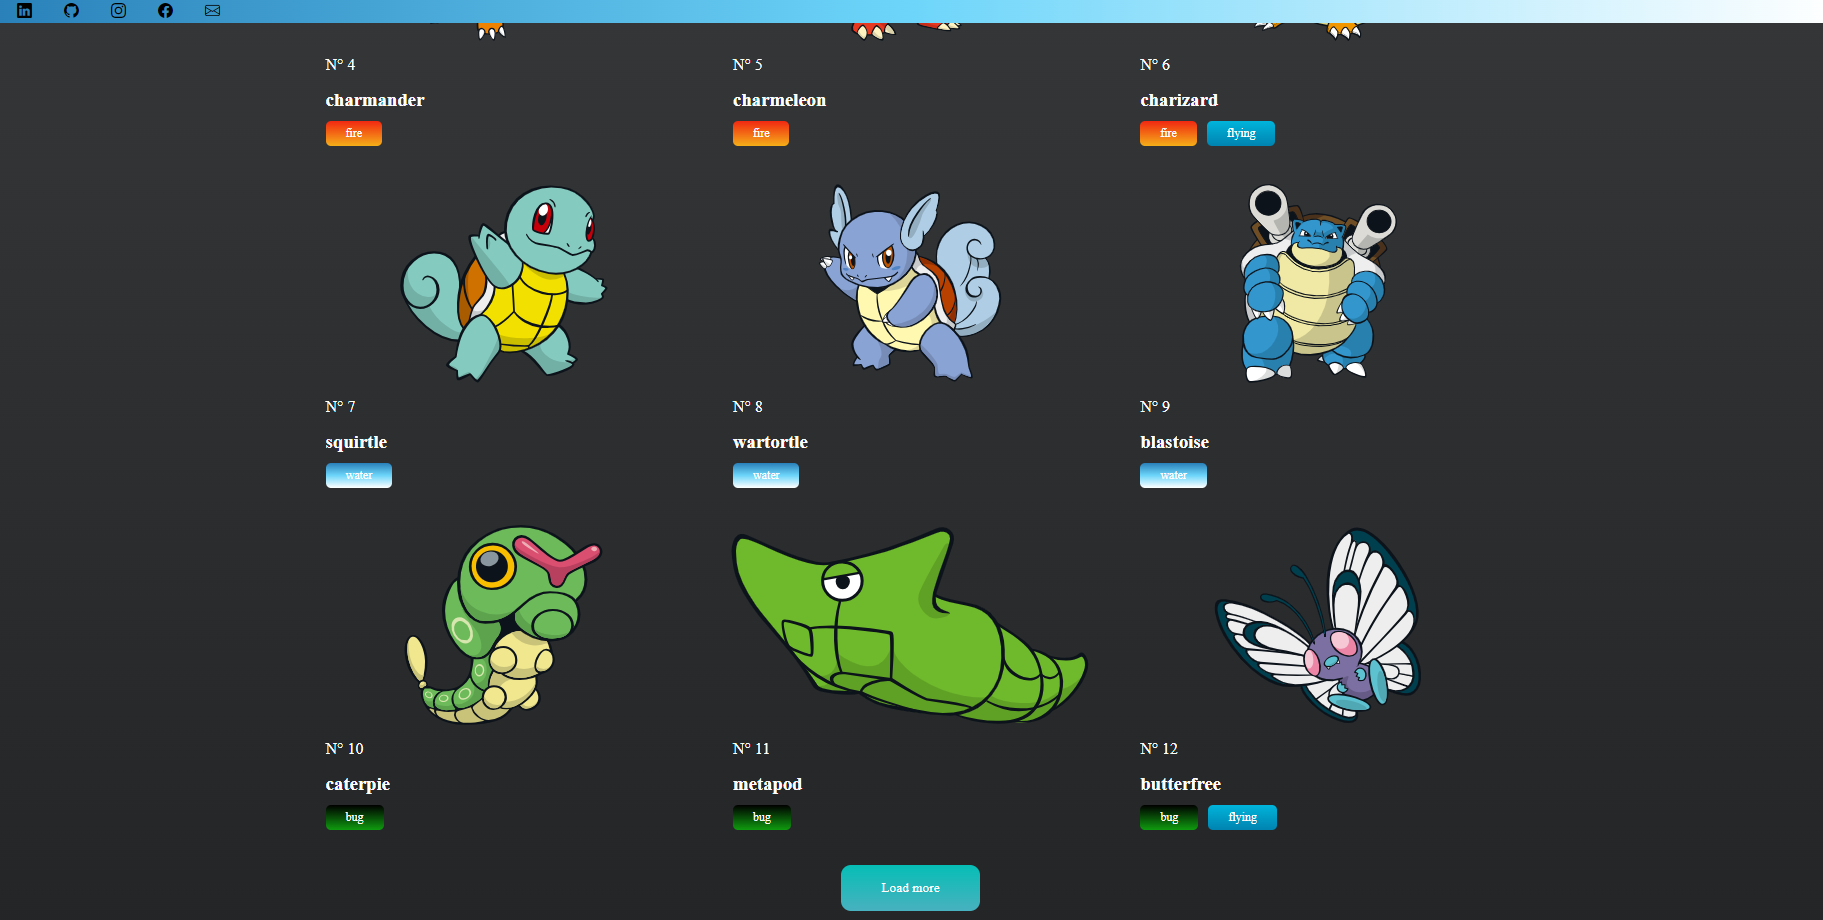 N° 4
N° 5
N° 6
charmander
charmeleon
charizard
fire
fire
fire
flying
N° 7
N° 8
N° 9
squirtle
wartortle
blastoise
water
water
water
N° 10
N° 11
N° 12
caterpie
metapod
butterfree
bug
bug
bug
flying
Load more